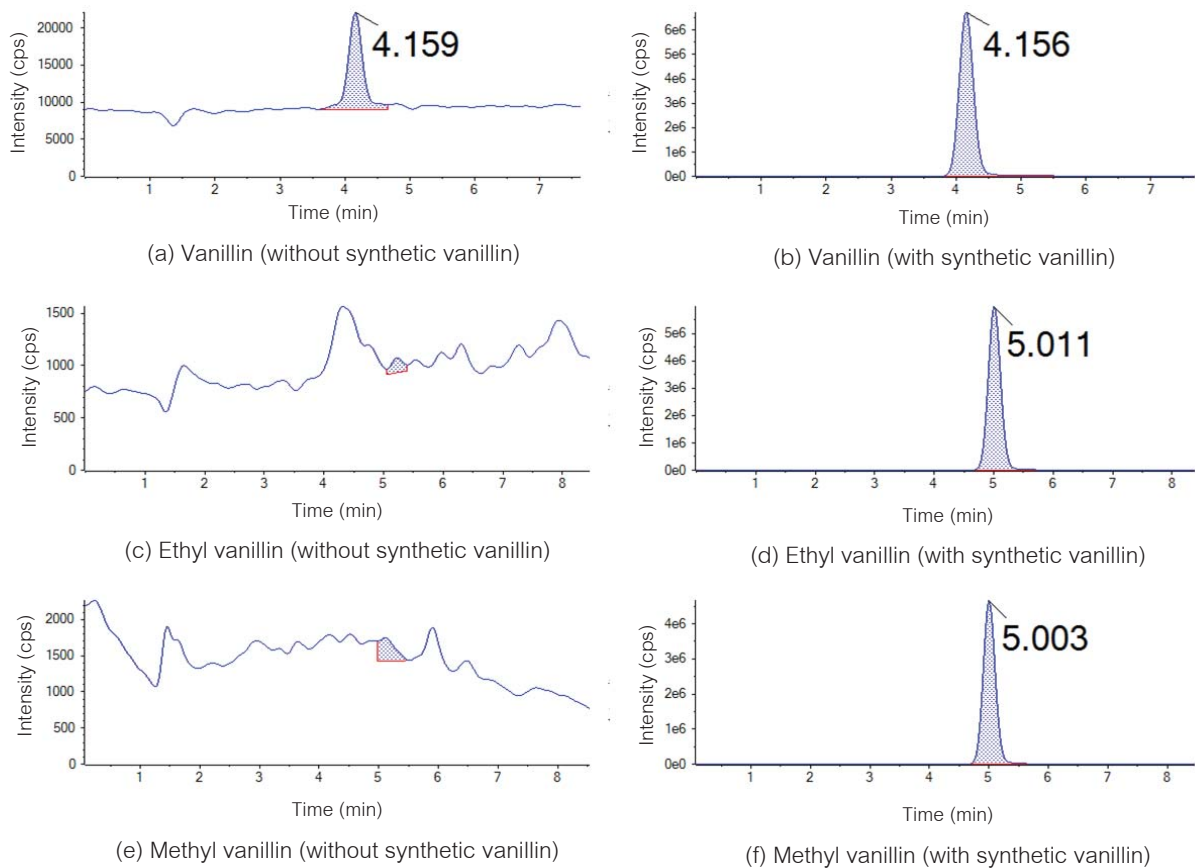 Intensity (cps)
20000
15000
10000
5000
0
4.159
1 2 3 4 5 6 7
Time (min)
(a) Vanillin (without synthetic vanillin)
Intensity (cps)
6e6
5e6
4e6
3e6
2e6
1e6
0e0
4.156
1 2 3 4 5 6 7
Time (min)
(b) Vanillin (with synthetic vanillin)
Intensity (cps)
1500
1000
500
0
1 2 3 4 5 6 7 8
Time (min)
(c) Ethyl vanillin (without synthetic vanillin)
Intensity (cps)
5e6
4e6
3e6
2e6
1e6
0e0
5.011
1 2 3 4 5 6 7 8
Time (min)
(d) Ethyl vanillin (with synthetic vanillin)
Intensity (cps)
2000
1500
1000
500
0
1 2 3 4 5 6 7 8
Time (min)
(e) Methyl vanillin (without synthetic vanillin)
Intensity (cps)
4e6
3e6
2e6
1e6
0e0
5.003
1 2 3 4 5 6 7 8
Time (min)
(f) Methyl vanillin (with synthetic vanillin)